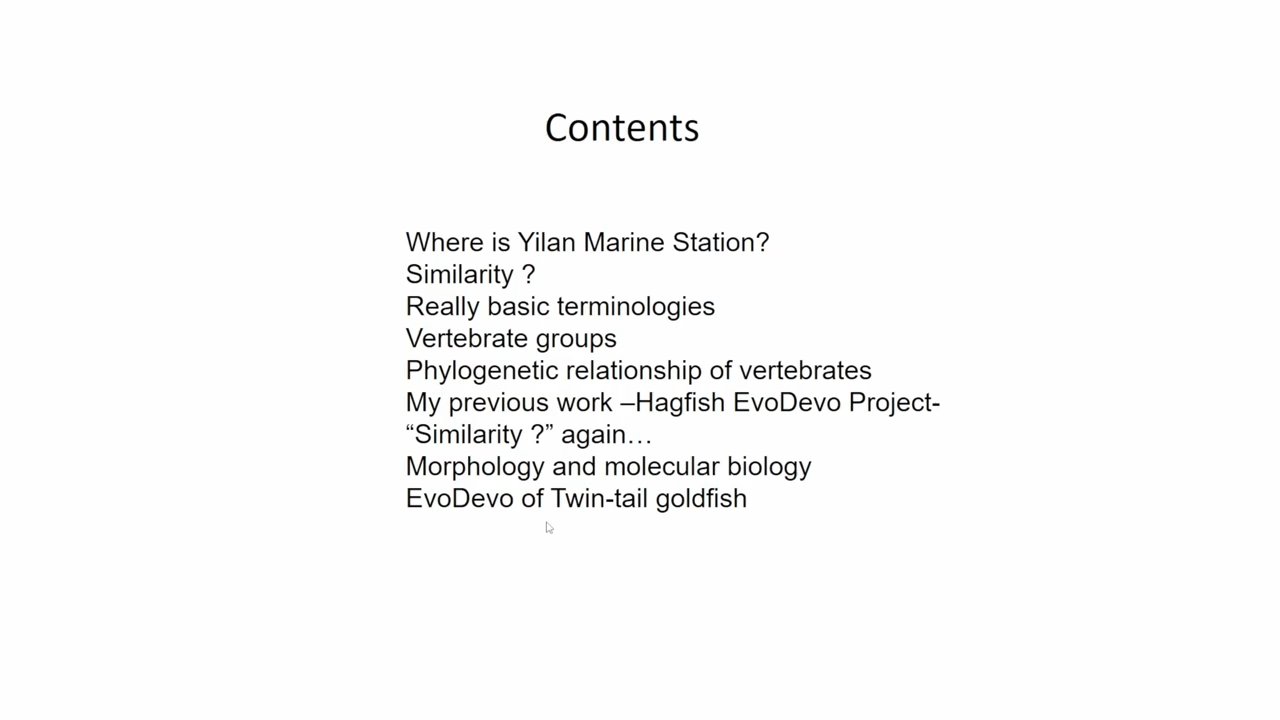 Contents
Where is Yilan Marine Station?
Similarity ?
Really basic terminologies
Vertebrate groups
Phylogenetic relationship of vertebrates
My previous work –Hagfish EvoDevo Project-
“Similarity ?” again…
Morphology and molecular biology
EvoDevo of Twin-tail goldfish